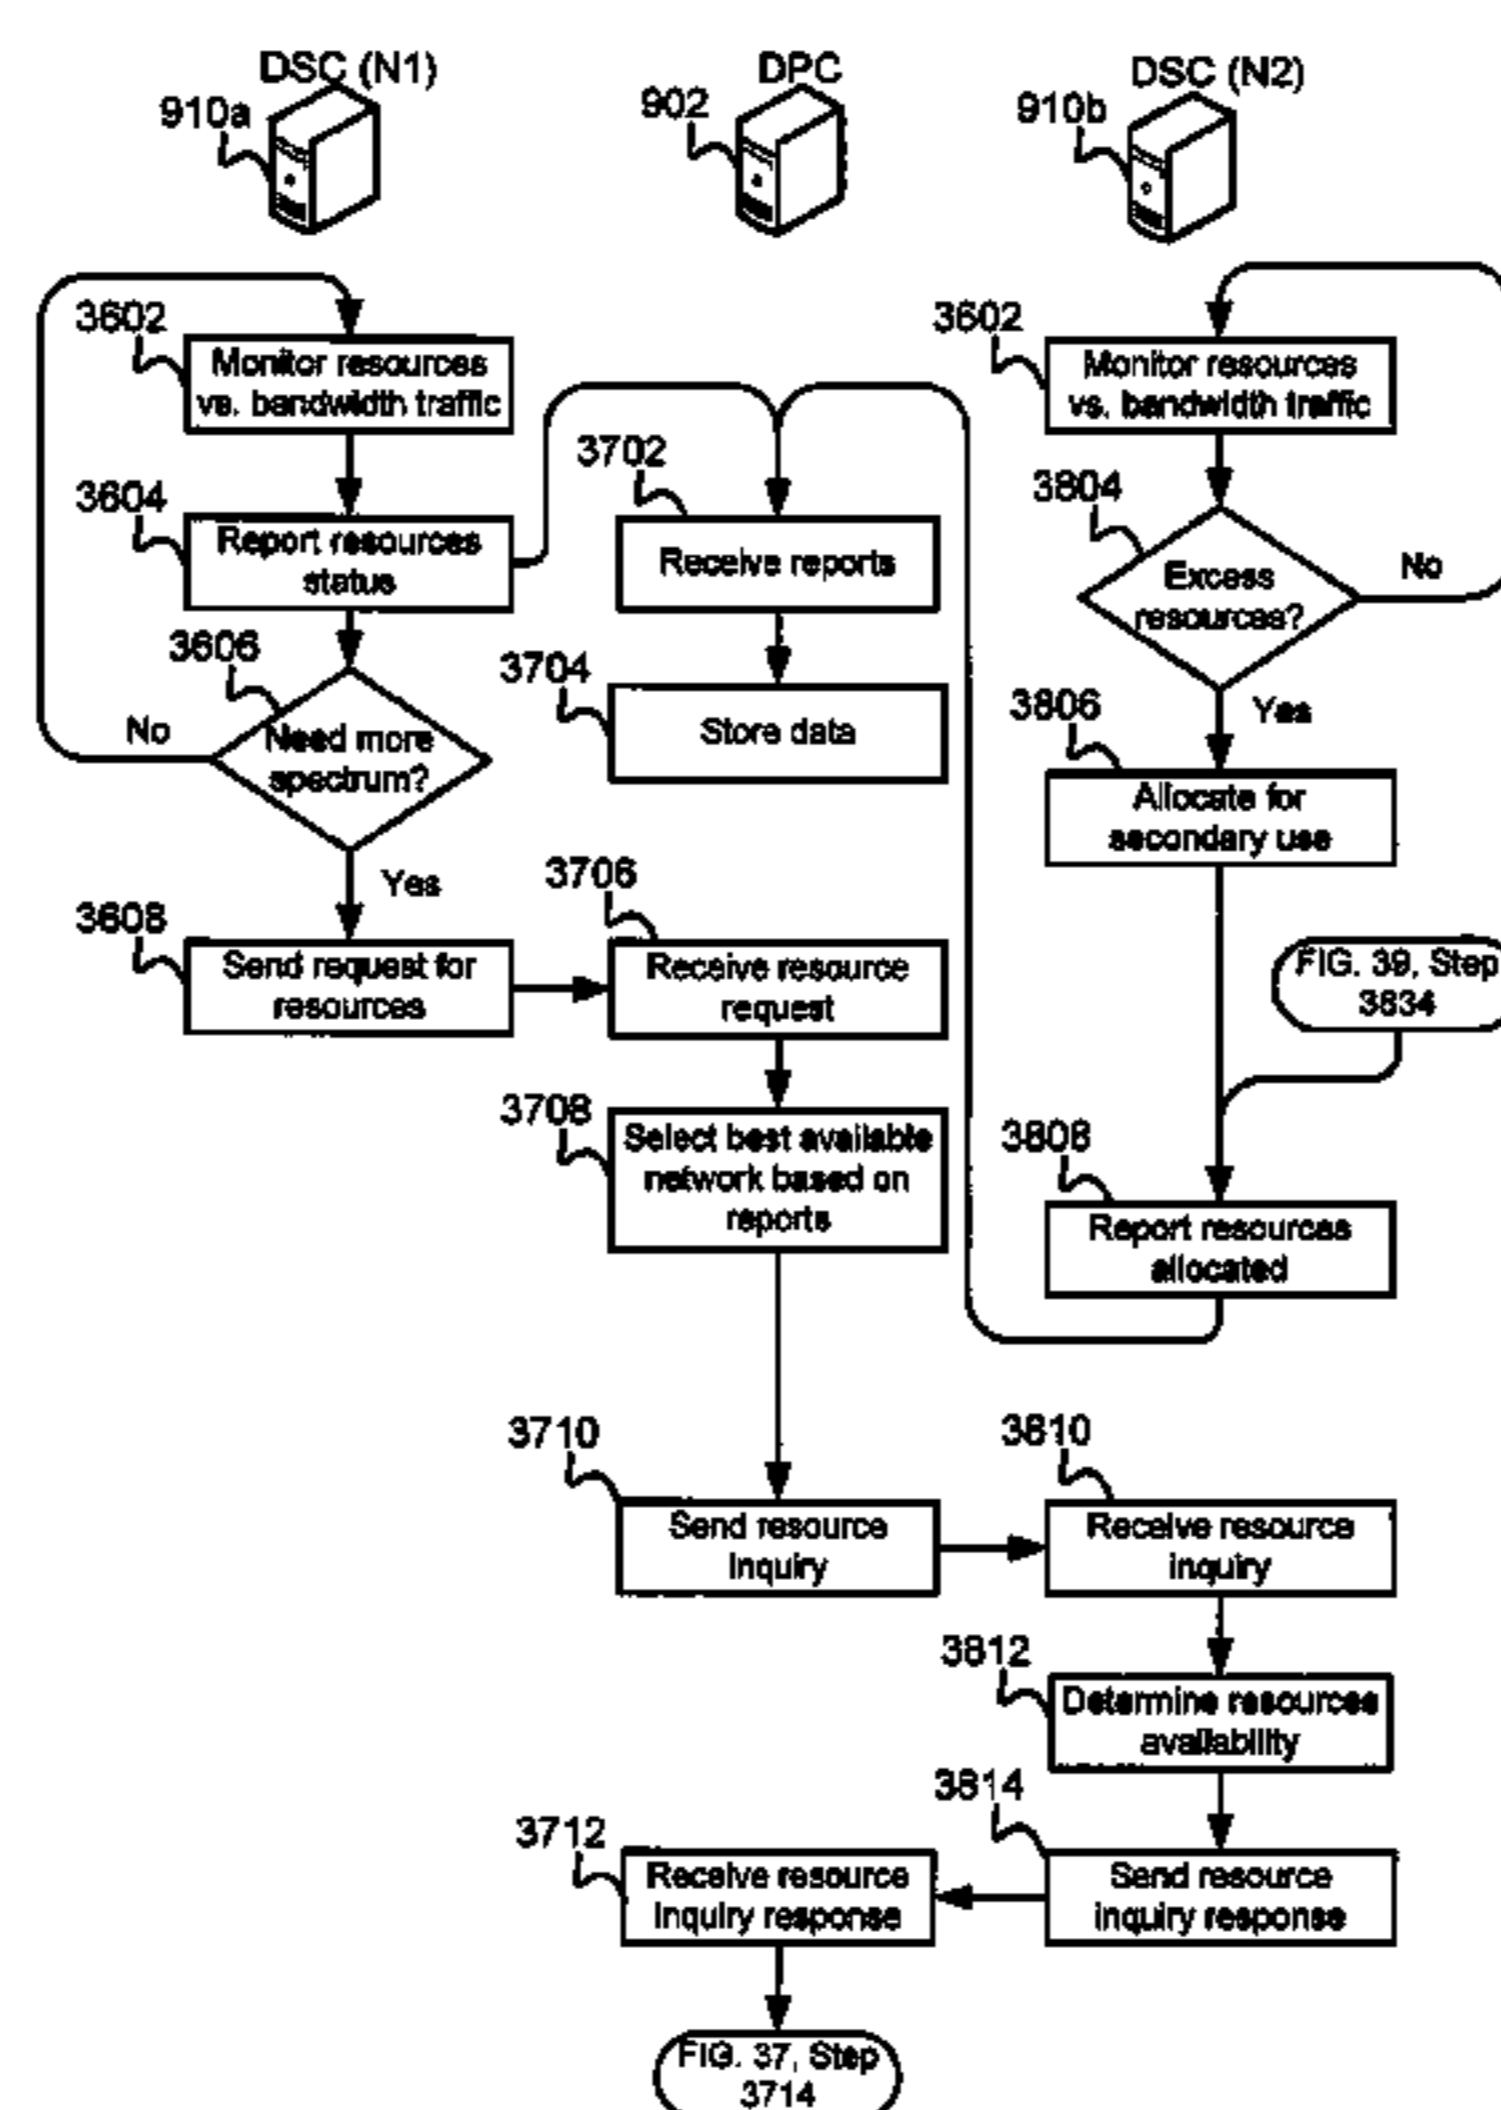 DSC (N1)
910a
DPC
902
DSC (N2)
910b
3602
Monitor resources
vs. bandwidth traffic
3604
Report resources
status
3606
Need more
spectrum?
No
Yes
3608
Send request for
resources
3702
Receive reports
3704
Store data
3706
Receive resource
request
3708
Select best available
network based on
reports
3710
Send resource
inquiry
3712
Receive resource
inquiry response
FIG. 37, Step
3714
3602
Monitor resources
vs. bandwidth traffic
3804
Excess
resources?
No
Yes
3806
Allocate for
secondary use
FIG. 39, Step
3834
3808
Report resources
allocated
3810
Receive resource
inquiry
3812
Determine resources
availability
3814
Send resource
inquiry response